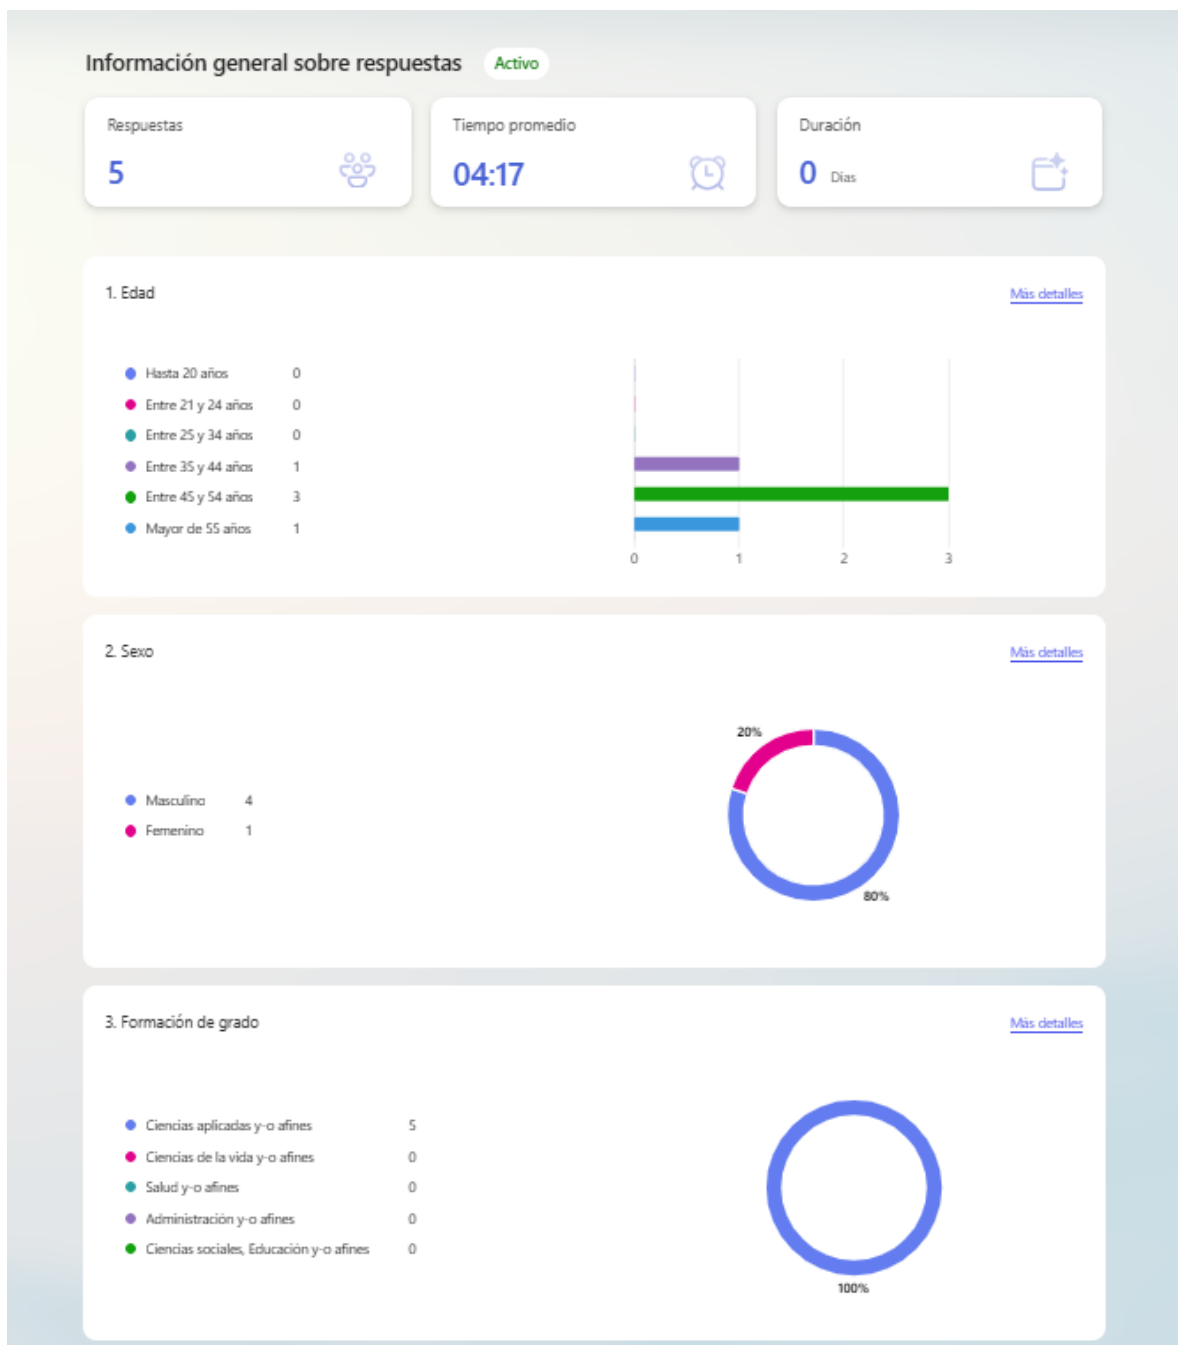 Información general sobre respuestas Activo
Respuestas
5
Tiempo promedio
04:17
Duración
0 Días
1. Edad
Más detalles
Hasta 20 años 0
Entre 21 y 24 años 0
Entre 25 y 34 años 0
Entre 35 y 44 años 1
Entre 45 y 54 años 3
Mayor de 55 años 1
0 1 2 3
2. Sexo
Más detalles
Masculino 4
Femenino 1
20%
80%
3. Formación de grado
Más detalles
Ciencias aplicadas y-o afines 5
Ciencias de la vida y-o afines 0
Salud y-o afines 0
Administración y-o afines 0
Ciencias sociales, Educación y-o afines 0
100%